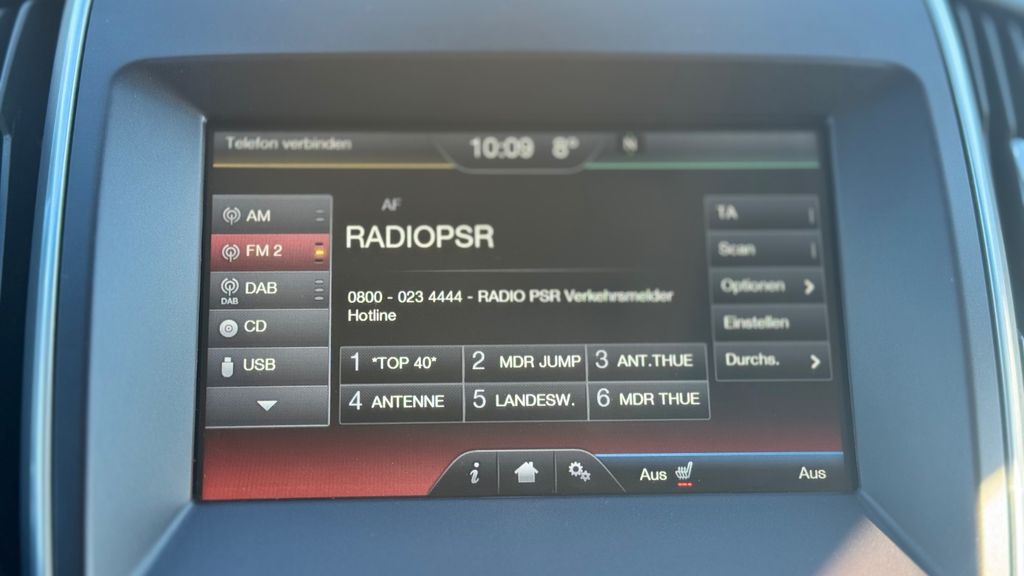 Telefon verbinden
10:09 8° N
AM
FM 2
DAB
DAB
CD
USB
AF
RADIOPSR
0800 - 023 4444 - RADIO PSR Verkehrsmelder
Hotline
1 *TOP 40*
2 MDR JUMP
3 ANT.THUE
4 ANTENNE
5 LANDESW.
6 MDR THUE
TA
Scan
Optionen
Einstellen
Durchs.
i
Aus
Aus